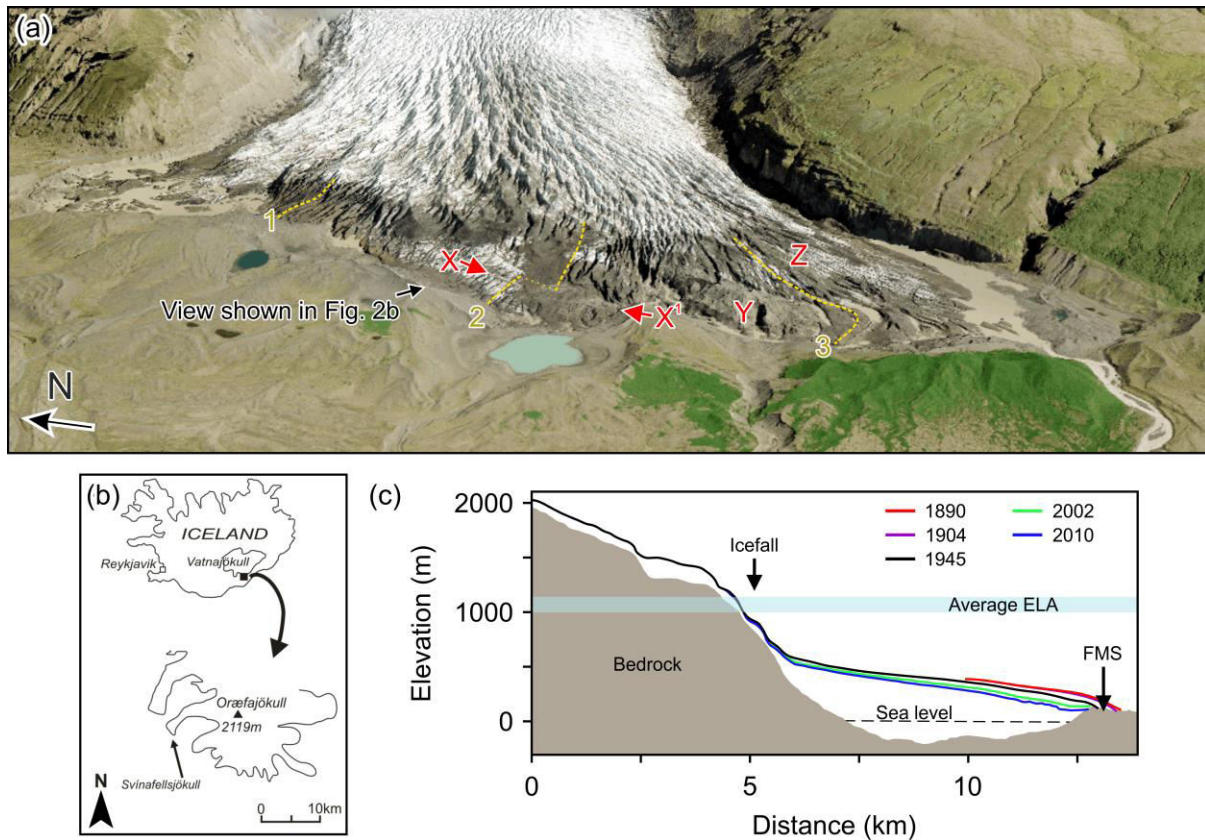 (a)
1
X
View shown in Fig. 2b
2
X¹
Y
Z
3
N
(b)
ICELAND
Reykjavik
Vatnajökull
Oræfajökull
2119m
Svínafellsjökull
N
0 10km
(c)
2000
1000
0
Elevation (m)
1890 2002
1904 2010
1945
Icefall
Average ELA
Bedrock
FMS
Sea level
0 5 10
Distance (km)